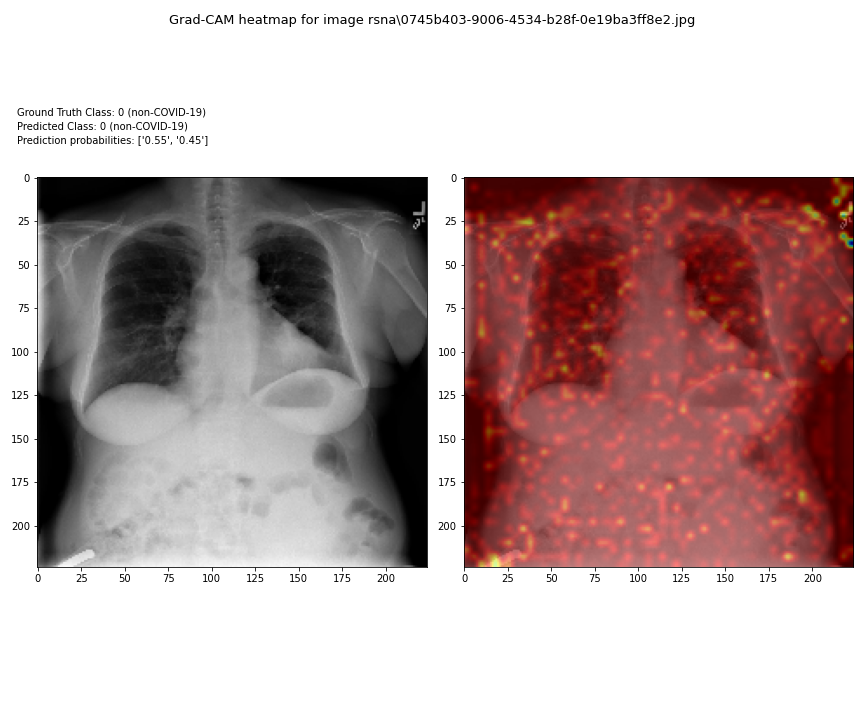 Grad-CAM heatmap for image rsna\0745b403-9006-4534-b28f-0e19ba3ff8e2.jpg
Ground Truth Class: 0 (non-COVID-19)
Predicted Class: 0 (non-COVID-19)
Prediction probabilities: ['0.55', '0.45']
0
25
50
75
100
125
150
175
200
0 25 50 75 100 125 150 175 200
0
25
50
75
100
125
150
175
200
0 25 50 75 100 125 150 175 200
L